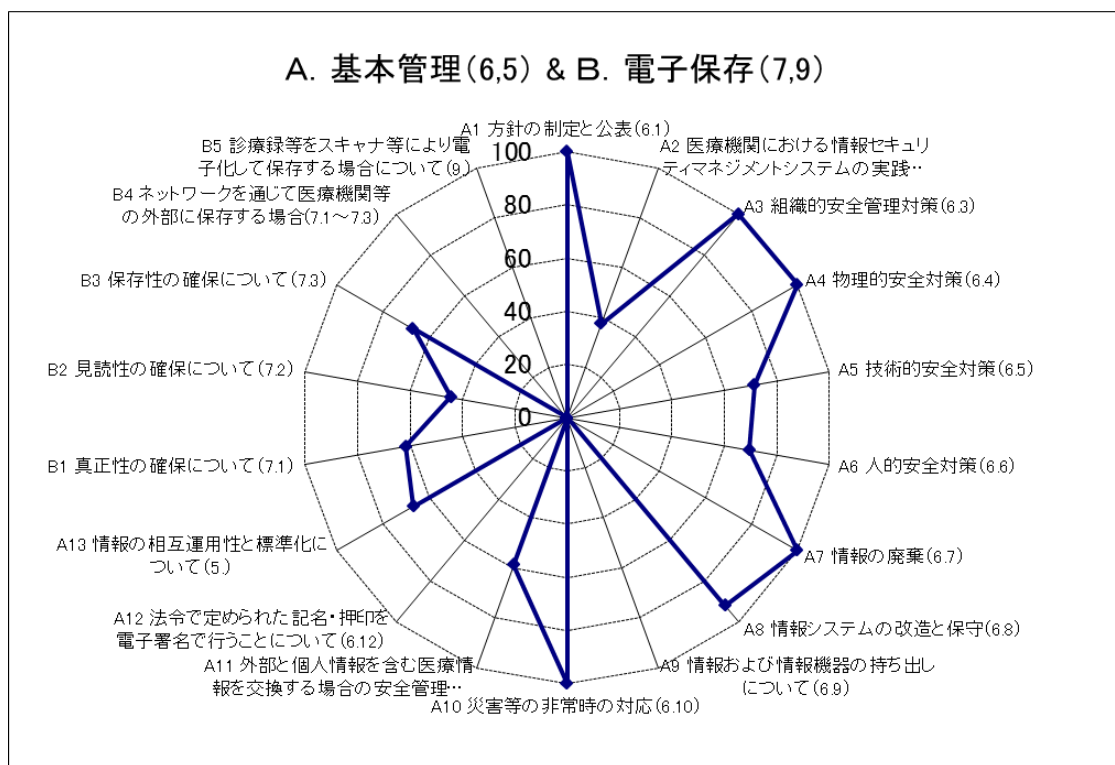 A. 基本管理(6,5) & B. 電子保存(7,9)
A1 方針の制定と公表(6.1)
A2 医療機関における情報セキュリ
ティマネジメントシステムの実践…
A3 組織的安全管理対策(6.3)
A4 物理的安全対策(6.4)
A5 技術的安全対策(6.5)
A6 人的安全対策(6.6)
A7 情報の廃棄(6.7)
A8 情報システムの改造と保守(6.8)
A9 情報および情報機器の持ち出し
について(6.9)
A10 災害等の非常時の対応(6.10)
A11 外部と個人情報を含む医療情
報を交換する場合の安全管理…
A12 法令で定められた記名・押印を
電子署名で行うことについて(6.12)
A13 情報の相互運用性と標準化に
ついて(5.)
B1 真正性の確保について(7.1)
B2 見読性の確保について(7.2)
B3 保存性の確保について(7.3)
B4 ネットワークを通じて医療機関等
の外部に保存する場合(7.1～7.3)
B5 診療録等をスキャナ等により電
子化して保存する場合について(9.)
100
80
60
40
20
0